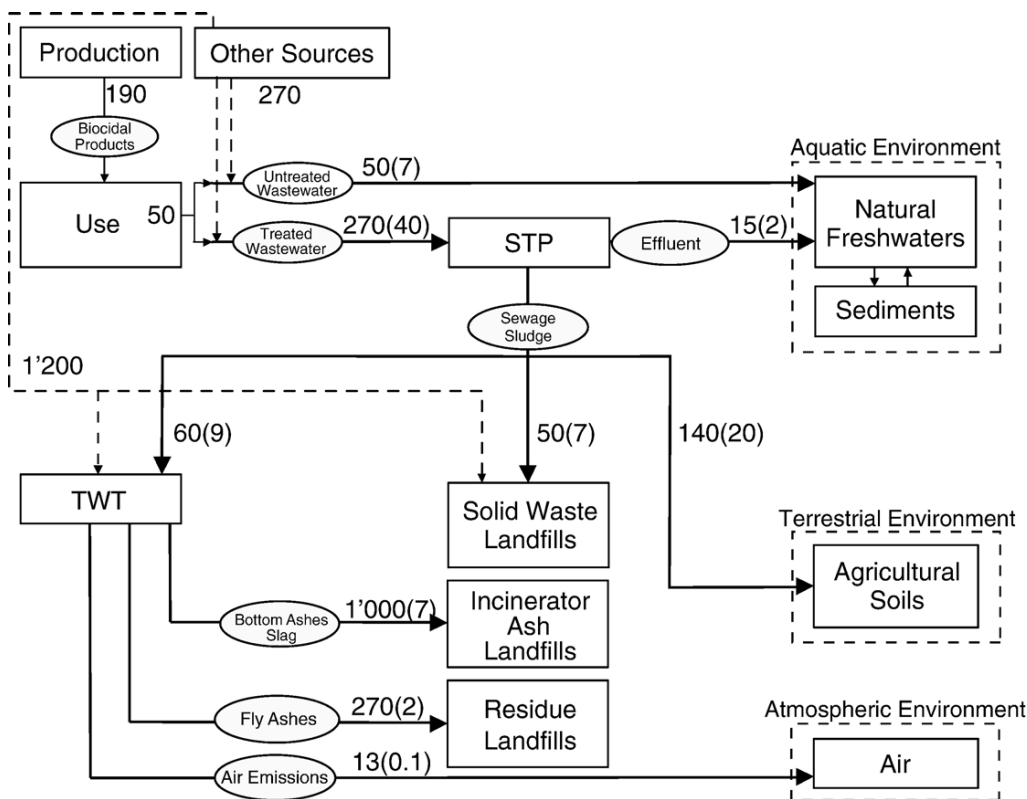 Production
Other Sources
190
270
Biocidal
Products
Use
50
Untreated
Wastewater
50(7)
Treated
Wastewater
270(40)
STP
Effluent
15(2)
Aquatic Environment
Natural
Freshwaters
Sediments
Sewage
Sludge
1'200
60(9)
50(7)
140(20)
TWT
Solid Waste
Landfills
Terrestrial Environment
Agricultural
Soils
Bottom Ashes
Slag
1'000(7)
Incinerator
Ash
Landfills
Fly Ashes
270(2)
Residue
Landfills
Atmospheric Environment
Air Emissions
13(0.1)
Air